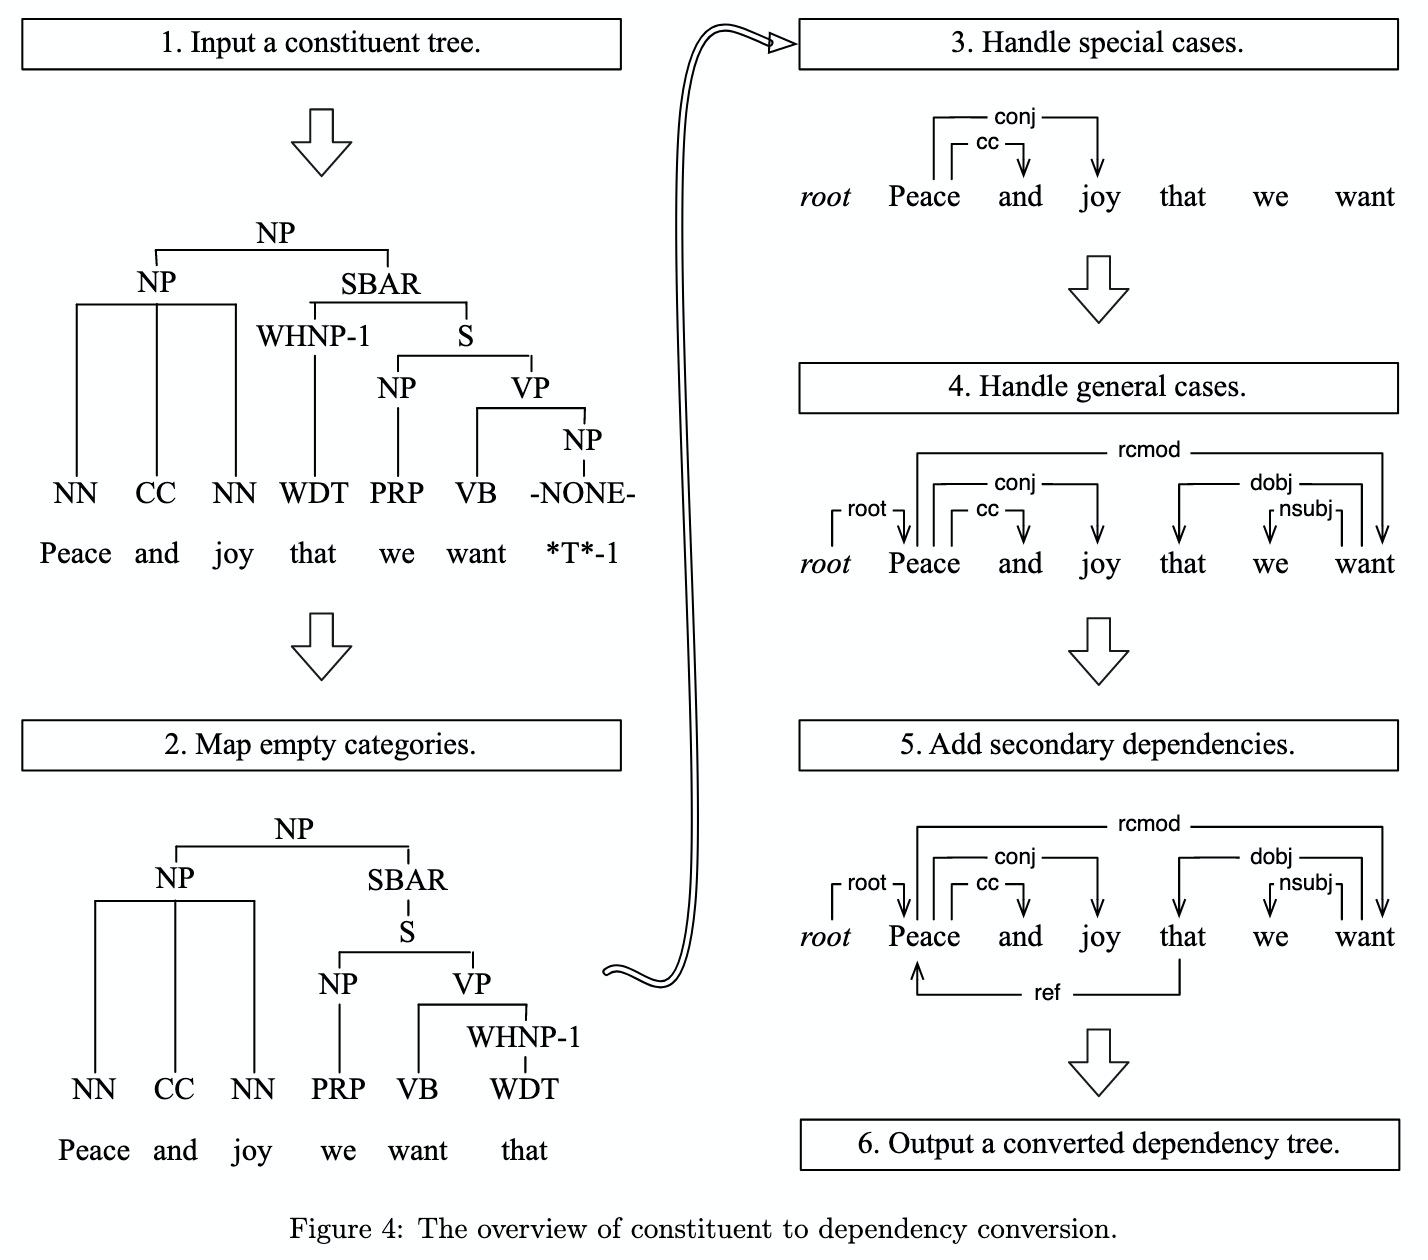 1. Input a constituent tree.
NP
NP SBAR
WHNP-1 S
NP VP
NP
NN CC NN WDT PRP VB -NONE-
Peace and joy that we want *T*-1
2. Map empty categories.
NP
NP SBAR
S
NP VP
WHNP-1
NN CC NN PRP VB WDT
Peace and joy we want that
3. Handle special cases.
conj
cc
root Peace and joy that we want
4. Handle general cases.
rcmod
conj dobj
root cc nsubj
root Peace and joy that we want
5. Add secondary dependencies.
rcmod
conj dobj
root cc nsubj
root Peace and joy that we want
ref
6. Output a converted dependency tree.
Figure 4: The overview of constituent to dependency conversion.